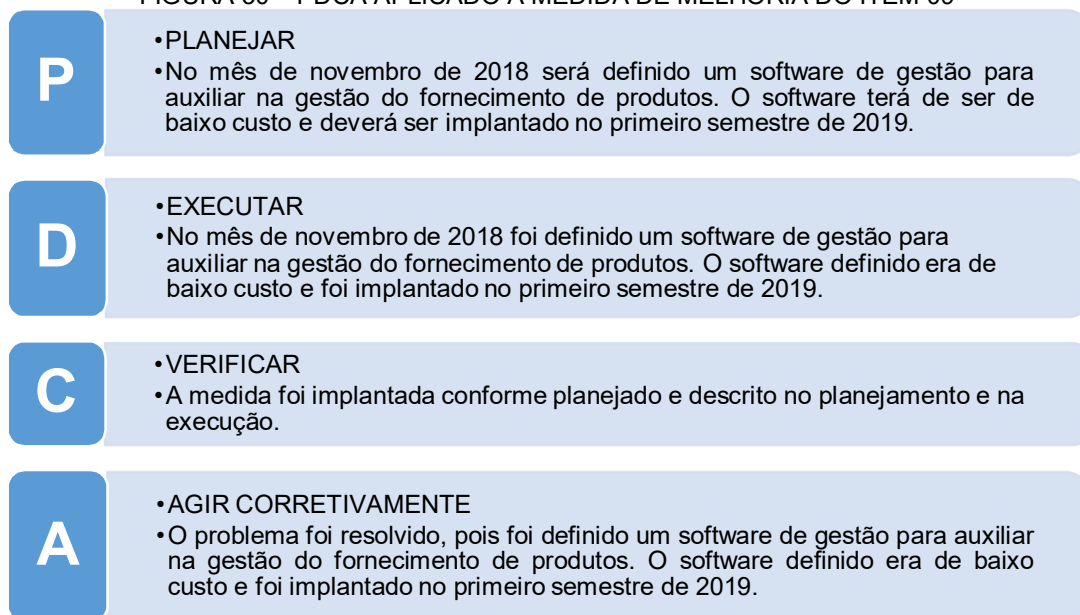 P
•PLANEJAR
•No mês de novembro de 2018 será definido um software de gestão para
auxiliar na gestão do fornecimento de produtos. O software terá de ser de
baixo custo e deverá ser implantado no primeiro semestre de 2019.
D
•EXECUTAR
•No mês de novembro de 2018 foi definido um software de gestão para
auxiliar na gestão do fornecimento de produtos. O software definido era de
baixo custo e foi implantado no primeiro semestre de 2019.
C
•VERIFICAR
•A medida foi implantada conforme planejado e descrito no planejamento e na
execução.
A
•AGIR CORRETIVAMENTE
•O problema foi resolvido, pois foi definido um software de gestão para auxiliar
na gestão do fornecimento de produtos. O software definido era de baixo
custo e foi implantado no primeiro semestre de 2019.